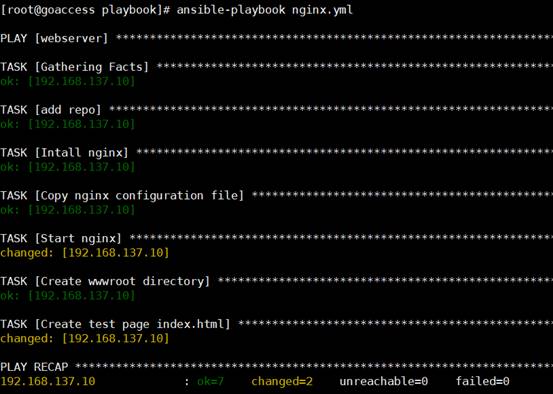 [root@goaccess playbook]# ansible-playbook nginx.yml
PLAY [webserver] ******************************************************************
TASK [Gathering Facts] ************************************************************
ok: [192.168.137.10]
TASK [add repo] *******************************************************************
ok: [192.168.137.10]
TASK [Intall nginx] ***************************************************************
ok: [192.168.137.10]
TASK [Copy nginx configuration file] **********************************************
ok: [192.168.137.10]
TASK [Start nginx] ****************************************************************
changed: [192.168.137.10]
TASK [Create wwwroot directory] ***************************************************
ok: [192.168.137.10]
TASK [Create test page index.html] ************************************************
changed: [192.168.137.10]
PLAY RECAP ************************************************************************
192.168.137.10 : ok=7 changed=2 unreachable=0 failed=0